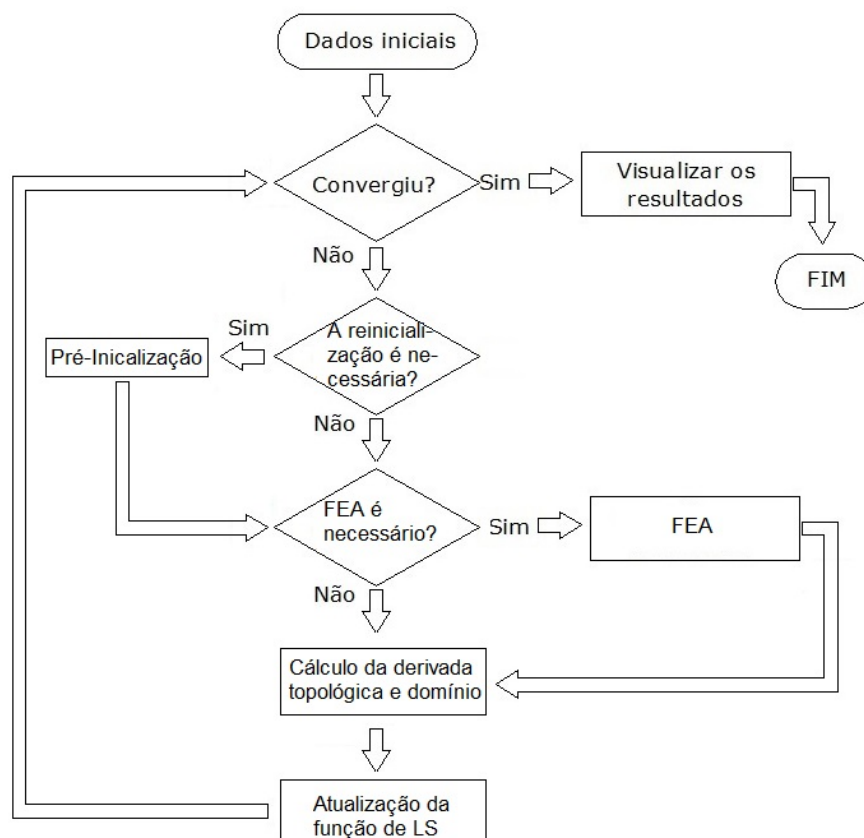 Dados iniciais
Convergiu?
Sim
Visualizar os
resultados
FIM
Não
A reiniciali-
zação é ne-
cessária?
Sim
Pré-Inicalização
Não
FEA é
necessário?
Sim
FEA
Não
Cálculo da derivada
topológica e domínio
Atualização da
função de LS